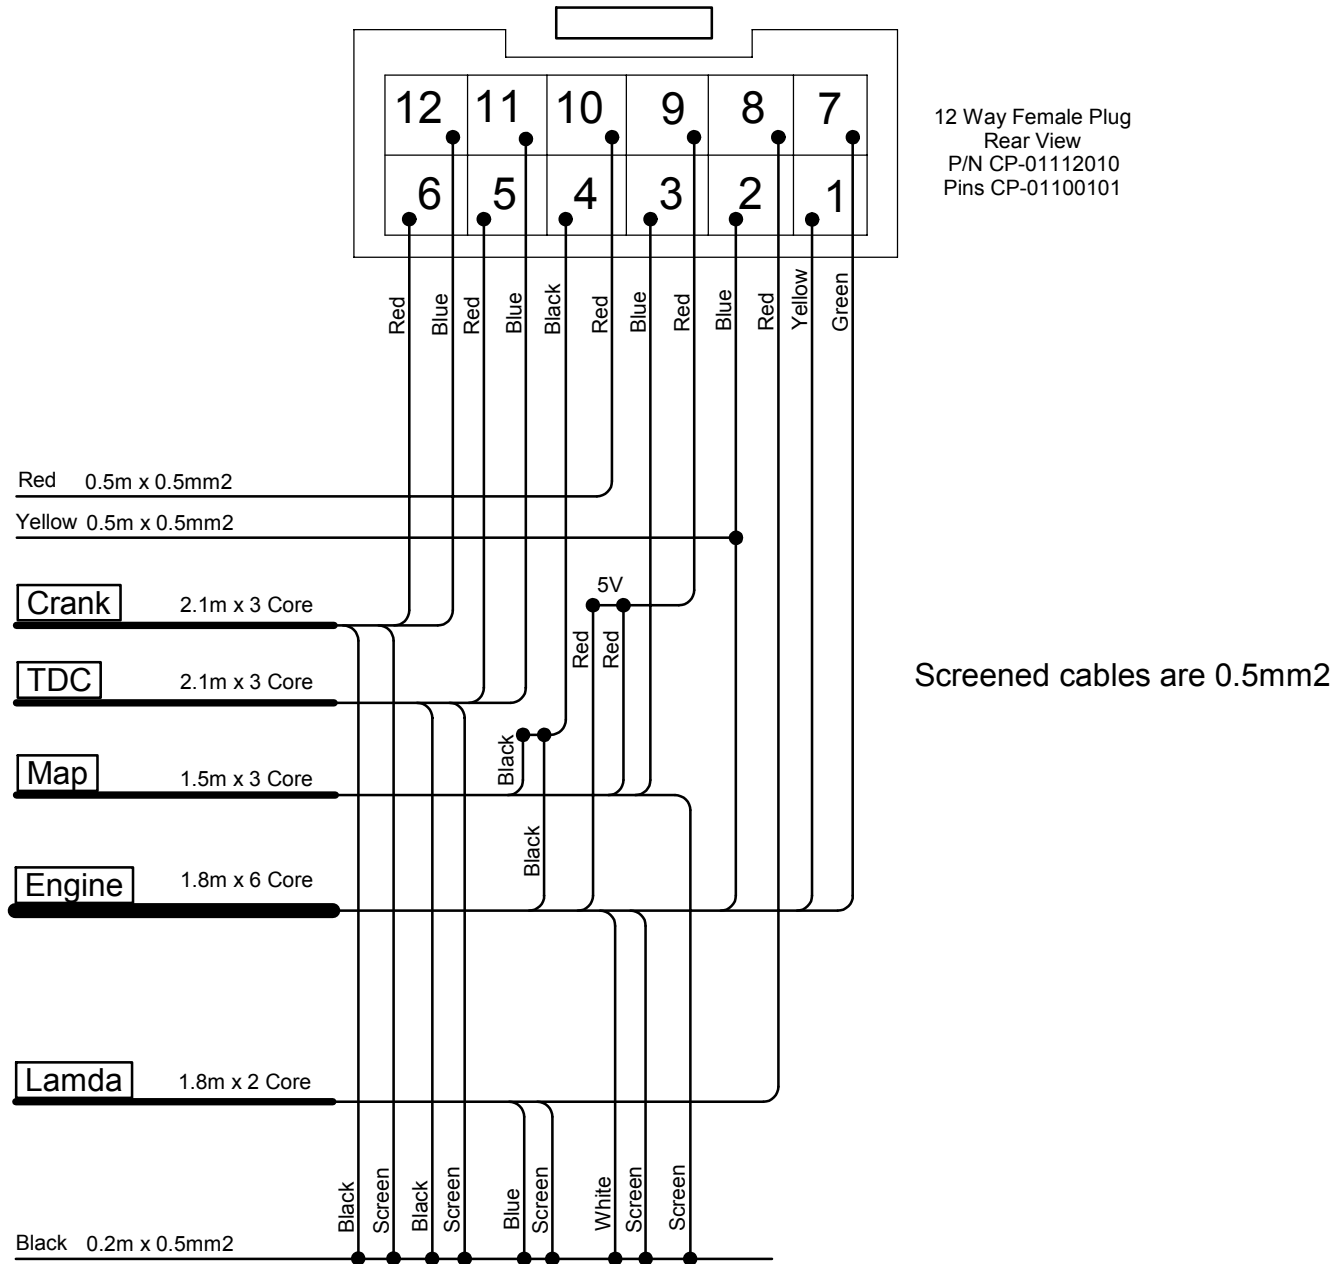 12 11 10 9 8 7
6 5 4 3 2 1
12 Way Female Plug
Rear View
P/N CP-01112010
Pins CP-01100101
Red
Blue
Red
Blue
Black
Red
Blue
Red
Blue
Red
Yellow
Green
Red 0.5m x 0.5mm2
Yellow 0.5m x 0.5mm2
5V
Crank 2.1m x 3 Core
Red
Red
TDC 2.1m x 3 Core
Screened cables are 0.5mm2
Black
Map 1.5m x 3 Core
Black
Engine 1.8m x 6 Core
Lamda 1.8m x 2 Core
Black
Screen
Black
Screen
Blue
Screen
White
Screen
Screen
Black 0.2m x 0.5mm2